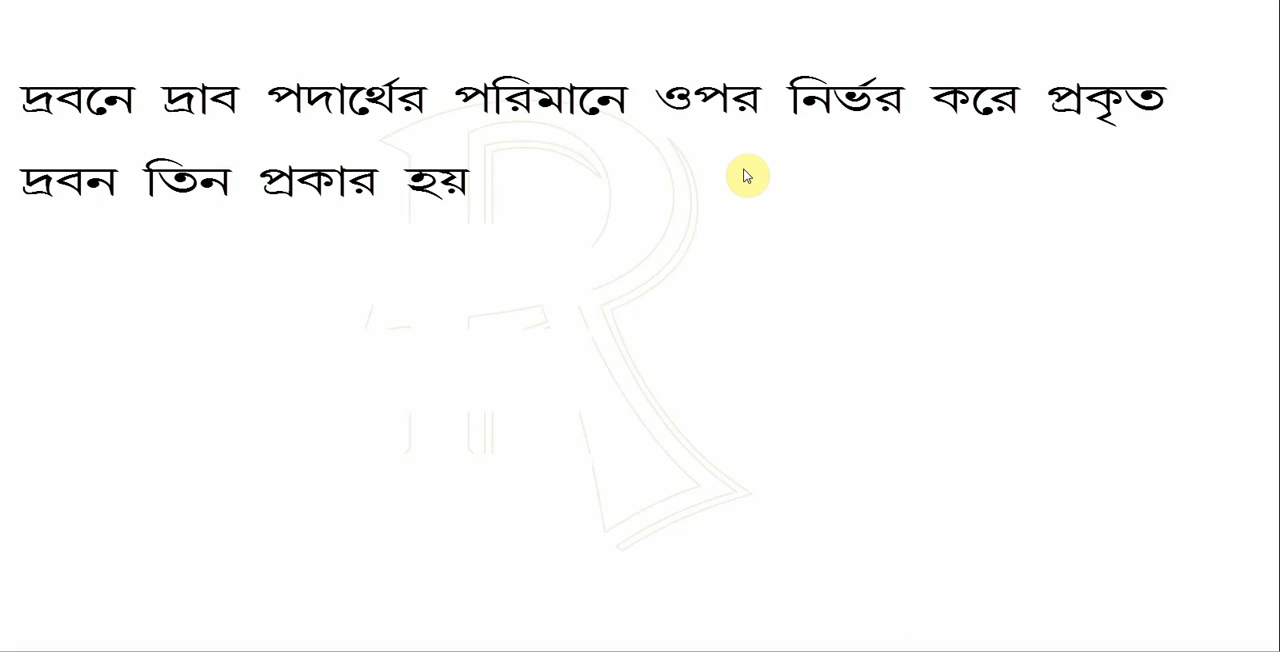 দ্রবনে দ্রাব পদার্থের পরিমানে ওপর নির্ভর করে প্রকৃত
দ্রবন তিন প্রকার হয়